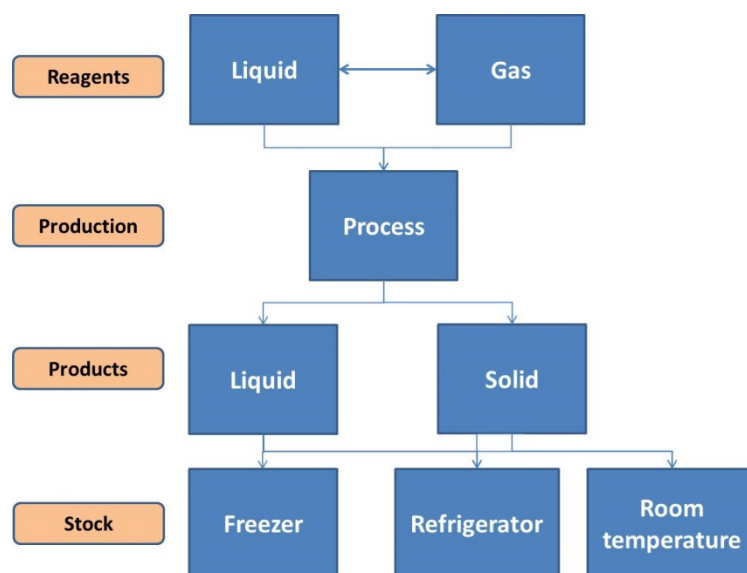 Reagents
Liquid
Gas
Production
Process
Products
Liquid
Solid
Stock
Freezer
Refrigerator
Room
temperature